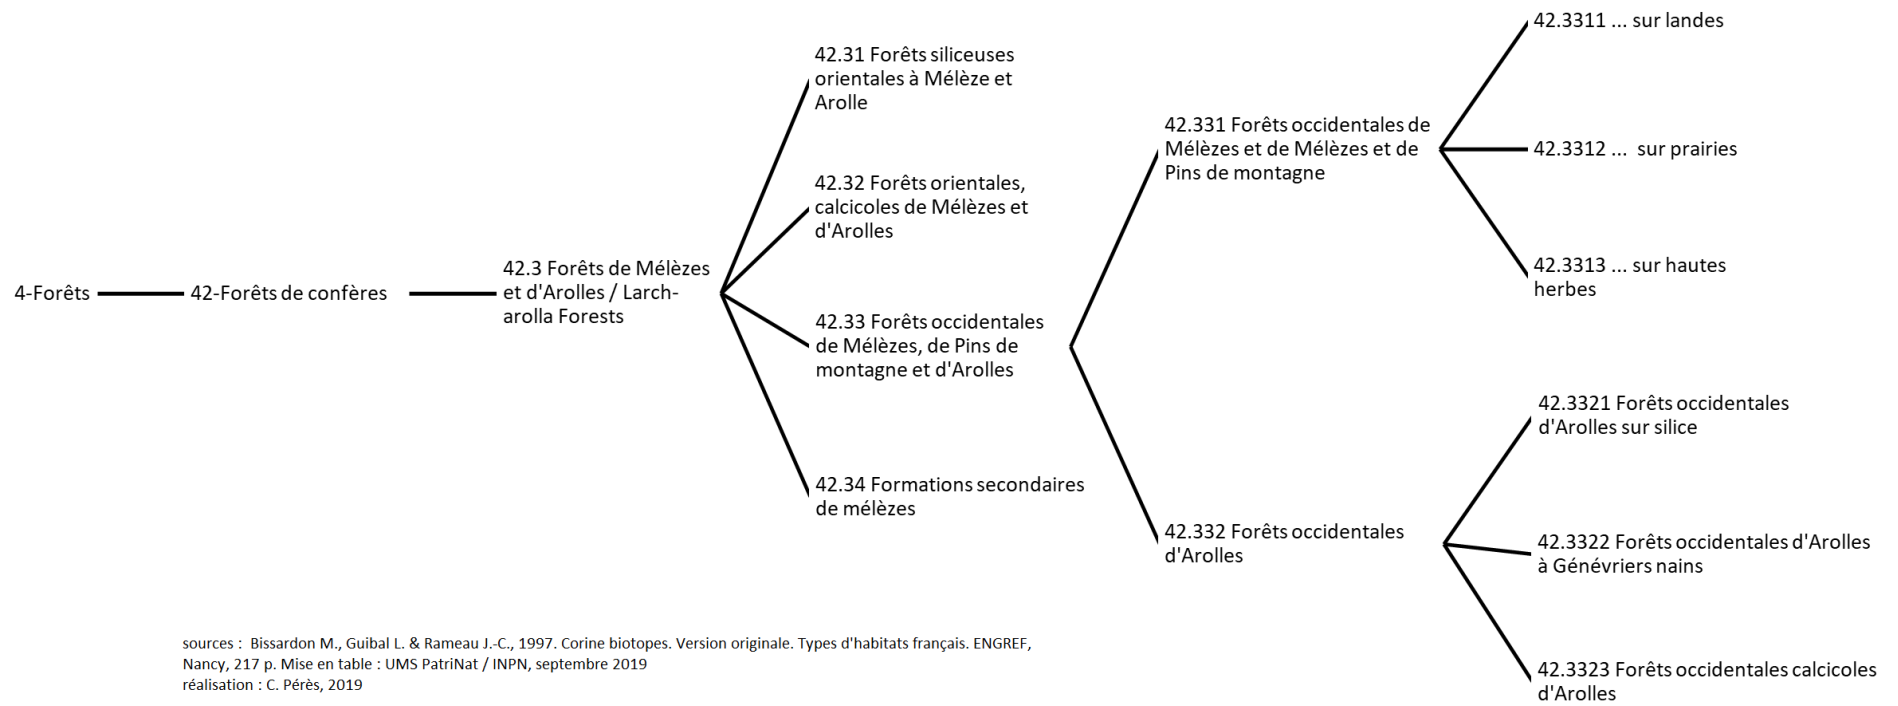 4-Forêts
42-Forêts de confères
42.3 Forêts de Mélèzes
et d'Arolles / Larch-
arolla Forests
42.31 Forêts siliceuses
orientales à Mélèze et
Arolle
42.32 Forêts orientales,
calcicoles de Mélèzes et
d'Arolles
42.33 Forêts occidentales
de Mélèzes, de Pins de
montagne et d'Arolles
42.34 Formations secondaires
de mélèzes
42.331 Forêts occidentales de
Mélèzes et de Mélèzes et de
Pins de montagne
42.332 Forêts occidentales
d'Arolles
42.3311 ... sur landes
42.3312 ... sur prairies
42.3313 ... sur hautes
herbes
42.3321 Forêts occidentales
d'Arolles sur silice
42.3322 Forêts occidentales d'Arolles
à Génévriers nains
42.3323 Forêts occidentales calcicoles
d'Arolles
sources : Bissardon M., Guibal L. & Rameau J.-C., 1997. Corine biotopes. Version originale. Types d'habitats français. ENGREF,
Nancy, 217 p. Mise en table : UMS PatriNat / INPN, septembre 2019
réalisation : C. Pérès, 2019